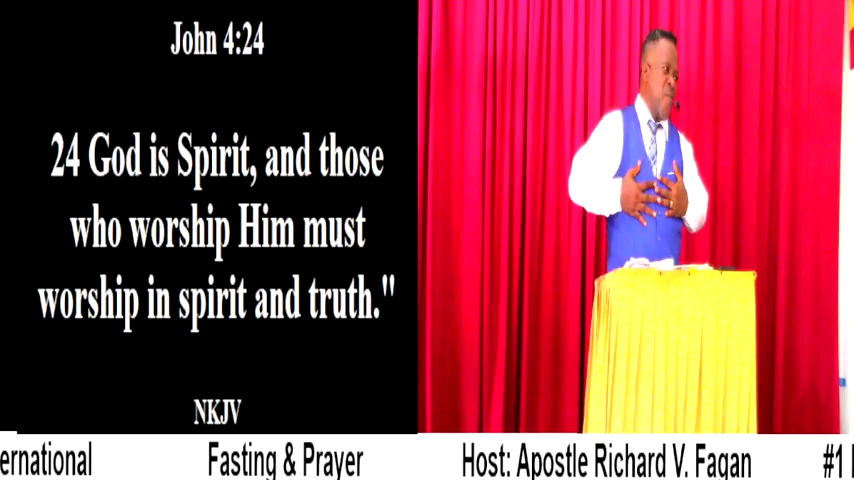 John 4:24
24 God is Spirit, and those
who worship Him must
worship in spirit and truth."
NKJV
ernational Fasting & Prayer Host: Apostle Richard V. Fagan #1